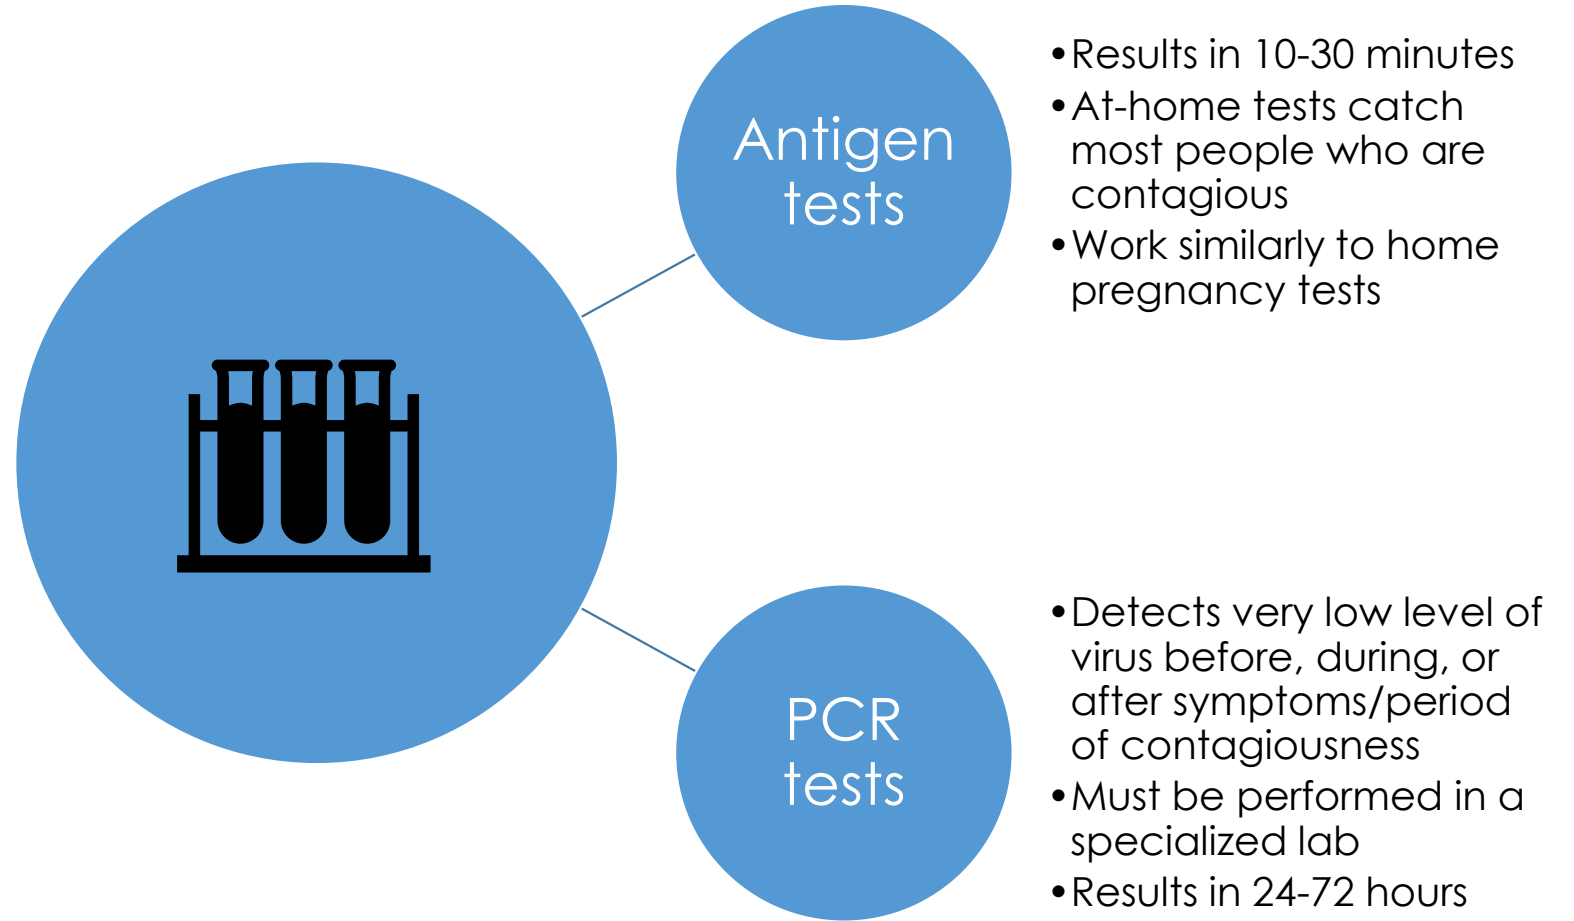 Antigen
tests
•Results in 10-30 minutes
•At-home tests catch
most people who are
contagious
•Work similarly to home
pregnancy tests
PCR
tests
•Detects very low level of
virus before, during, or
after symptoms/period
of contagiousness
•Must be performed in a
specialized lab
•Results in 24-72 hours